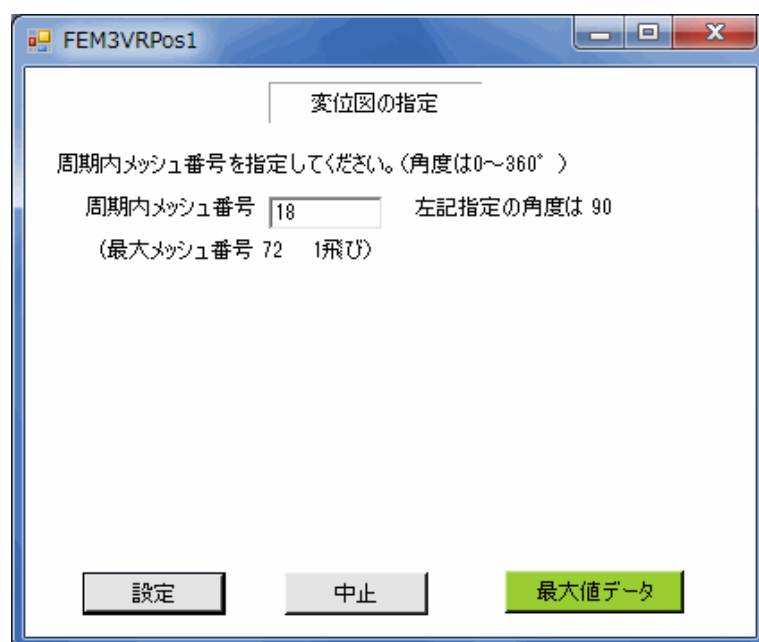 FEM3VRPos1
変位図の指定
周期内メッシュ番号を指定してください。(角度は0～360°)
周期内メッシュ番号 18 左記指定の角度は 90
(最大メッシュ番号 72 1飛び)
設定 中止 最大値データ